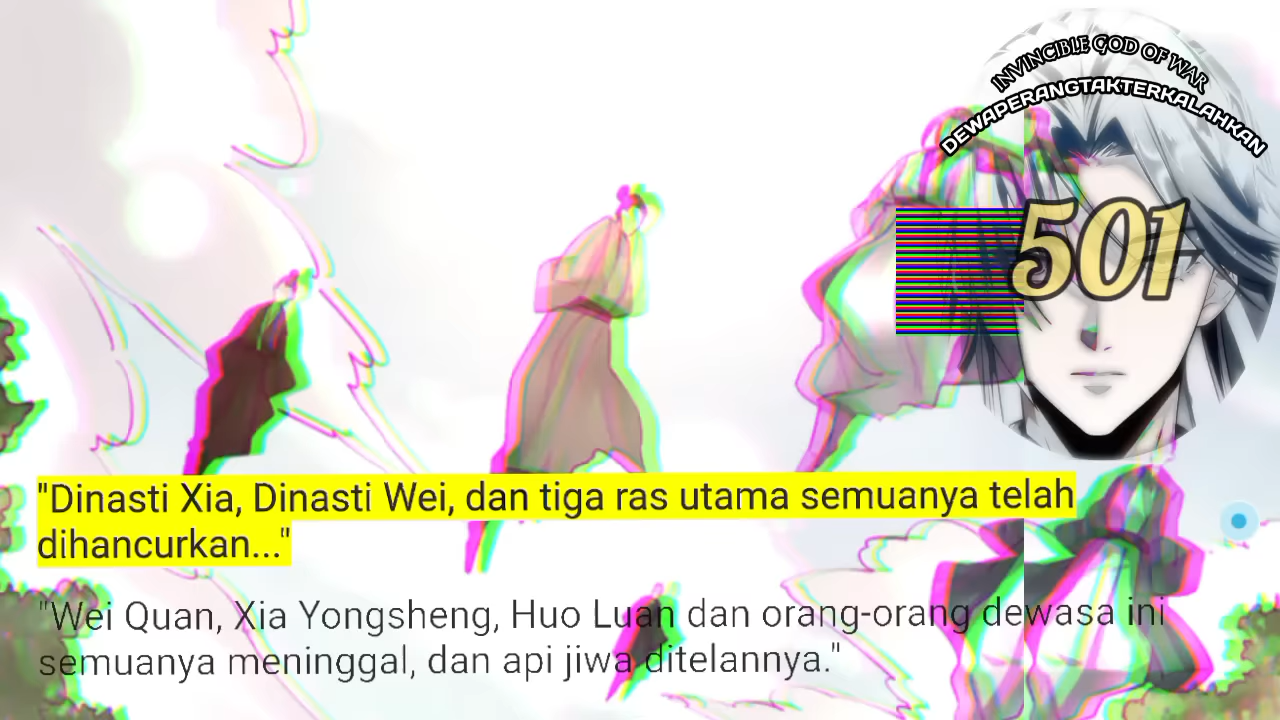 INVINCIBLE GOD OF WAR
DEWAPERANGTAKTERKALAHKAN
501
"Dinasti Xia, Dinasti Wei, dan tiga ras utama semuanya telah
dihancurkan..."
"Wei Quan, Xia Yongsheng, Huo Luan dan orang-orang dewasa ini
semuanya meninggal, dan api jiwa ditelannya."